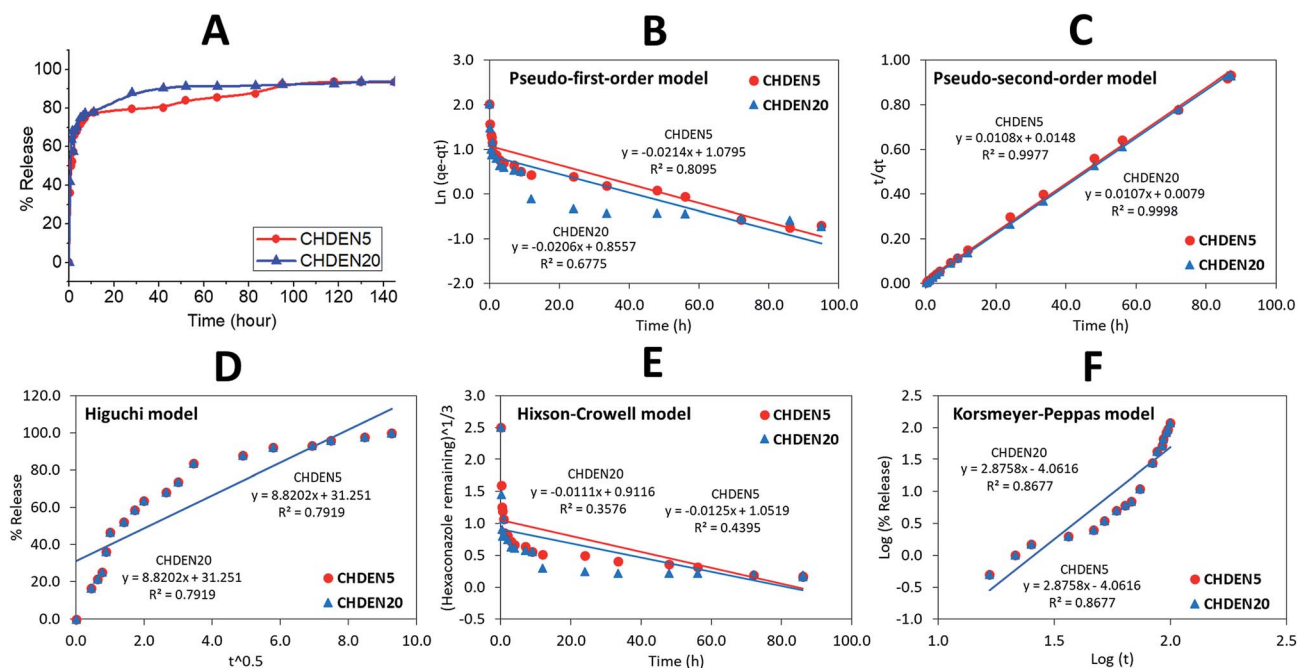 A
% Release
100
80
60
40
20
0
0 20 40 60 80 100 120 140
Time (hour)
CHDEN5
CHDEN20
B
Pseudo-first-order model
CHDEN5
CHDEN20
Ln (qe-qt)
3.0
2.0
1.0
0.0
-1.0
-2.0
CHDEN5
y = -0.0214x + 1.0795
R² = 0.8095
CHDEN20
y = -0.0206x + 0.8557
R² = 0.6775
0.0 20.0 40.0 60.0 80.0 100.0
Time (h)
C
Pseudo-second-order model
t/qt
1.00
0.80
0.60
0.40
0.20
0.00
CHDEN5
y = 0.0108x + 0.0148
R² = 0.9977
CHDEN20
y = 0.0107x + 0.0079
R² = 0.9998
CHDEN5
CHDEN20
0.0 20.0 40.0 60.0 80.0 100.0
Time (h)
D
Higuchi model
% Release
120.0
100.0
80.0
60.0
40.0
20.0
0.0
CHDEN5
y = 8.8202x + 31.251
R² = 0.7919
CHDEN20
y = 8.8202x + 31.251
R² = 0.7919
CHDEN5
CHDEN20
0.0 2.0 4.0 6.0 8.0 10.0
t^0.5
E
Hixson-Crowell model
CHDEN5
CHDEN20
(Hexaconazole remaining)^1/3
3.0
2.5
2.0
1.5
1.0
0.5
0.0
-0.5
CHDEN20
y = -0.0111x + 0.9116
R² = 0.3576
CHDEN5
y = -0.0125x + 1.0519
R² = 0.4395
0.0 20.0 40.0 60.0 80.0 100.0
Time (h)
F
Korsmeyer-Peppas model
Log (% Release)
2.5
2.0
1.5
1.0
0.5
0.0
-0.5
-1.0
CHDEN20
y = 2.8758x - 4.0616
R² = 0.8677
CHDEN5
y = 2.8758x - 4.0616
R² = 0.8677
CHDEN5
CHDEN20
1.0 1.5 2.0 2.5
Log (t)